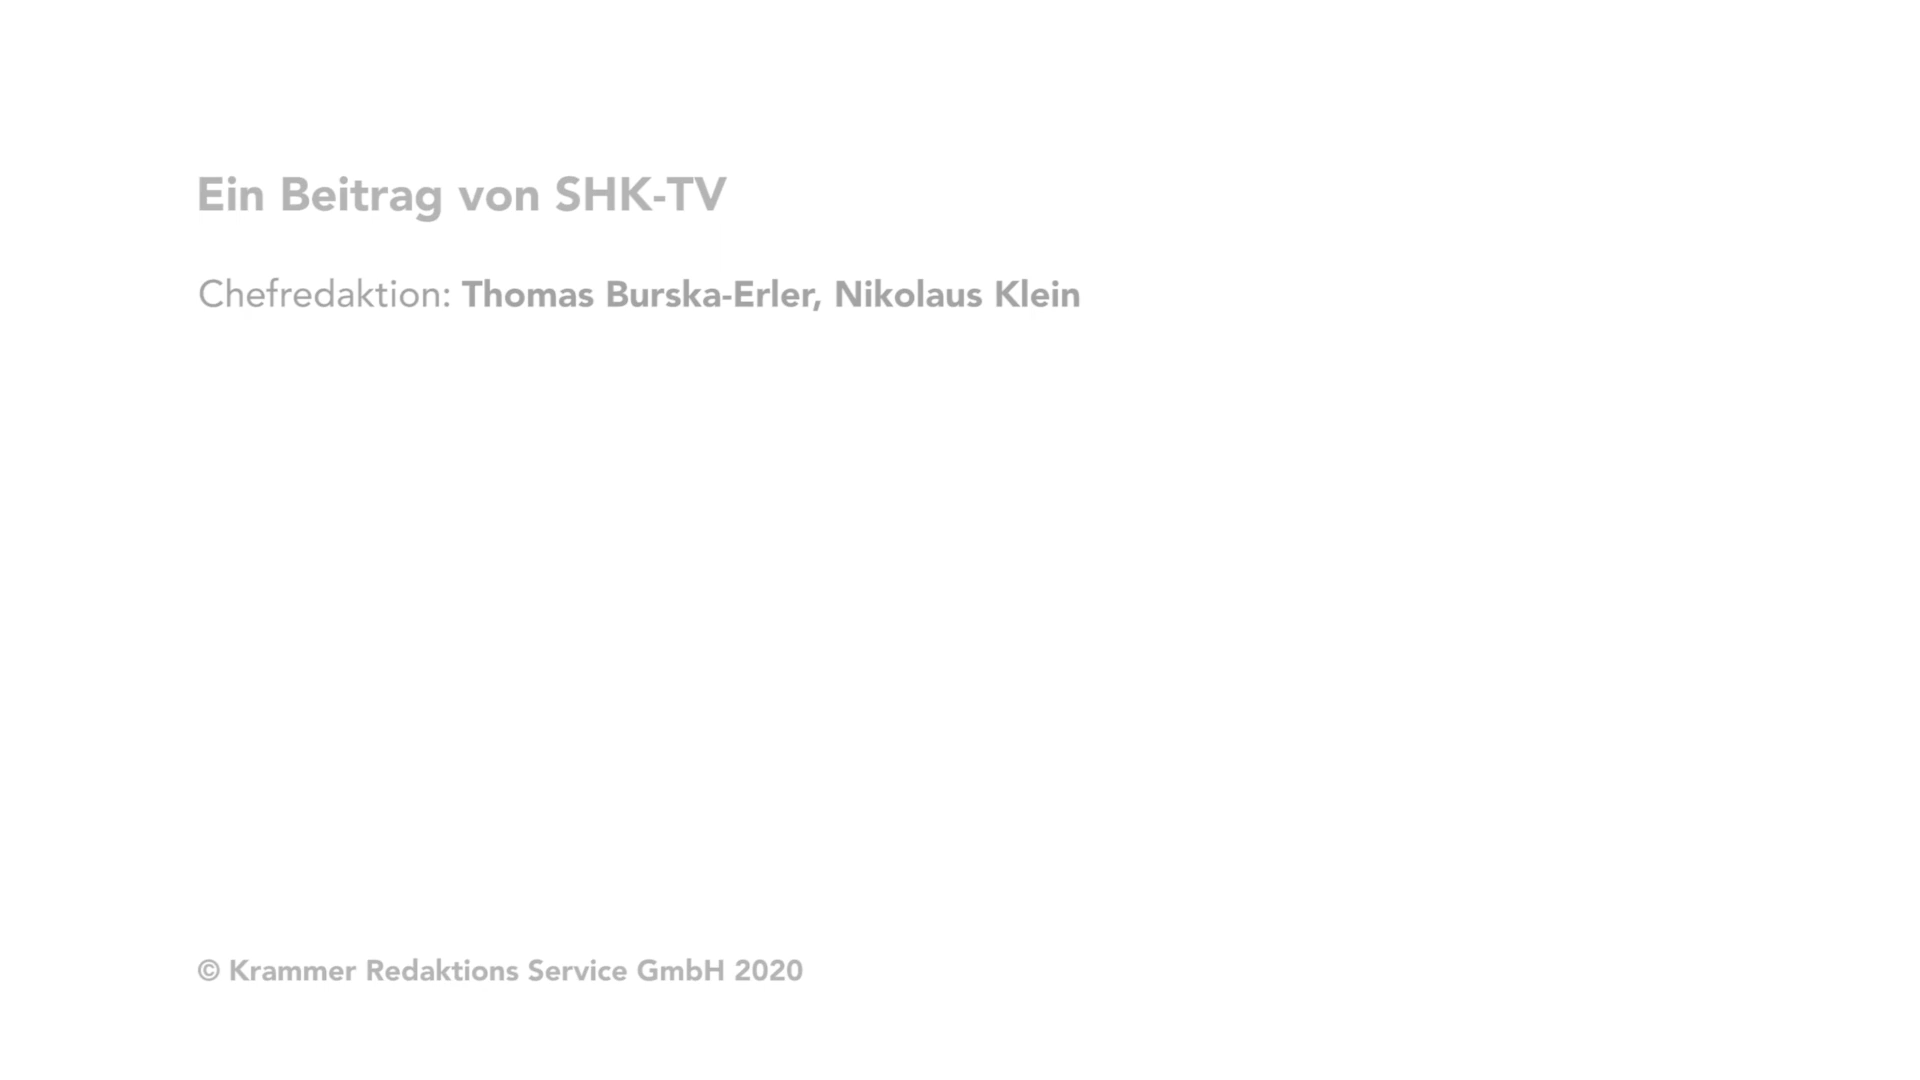 Ein Beitrag von SHK-TV
Chefredaktion: Thomas Burska-Erler, Nikolaus Klein
© Krammer Redaktions Service GmbH 2020